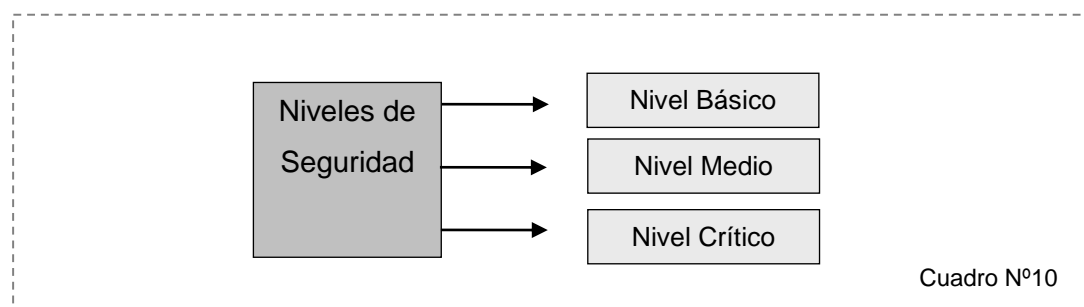 Niveles de
Seguridad
Nivel Básico
Nivel Medio
Nivel Crítico
Cuadro Nº10